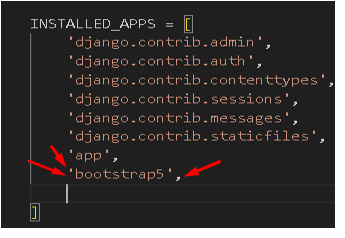 INSTALLED_APPS = [
'django.contrib.admin',
'django.contrib.auth',
'django.contrib.contenttypes',
'django.contrib.sessions',
'django.contrib.messages',
'django.contrib.staticfiles',
'app',
'bootstrap5',
]